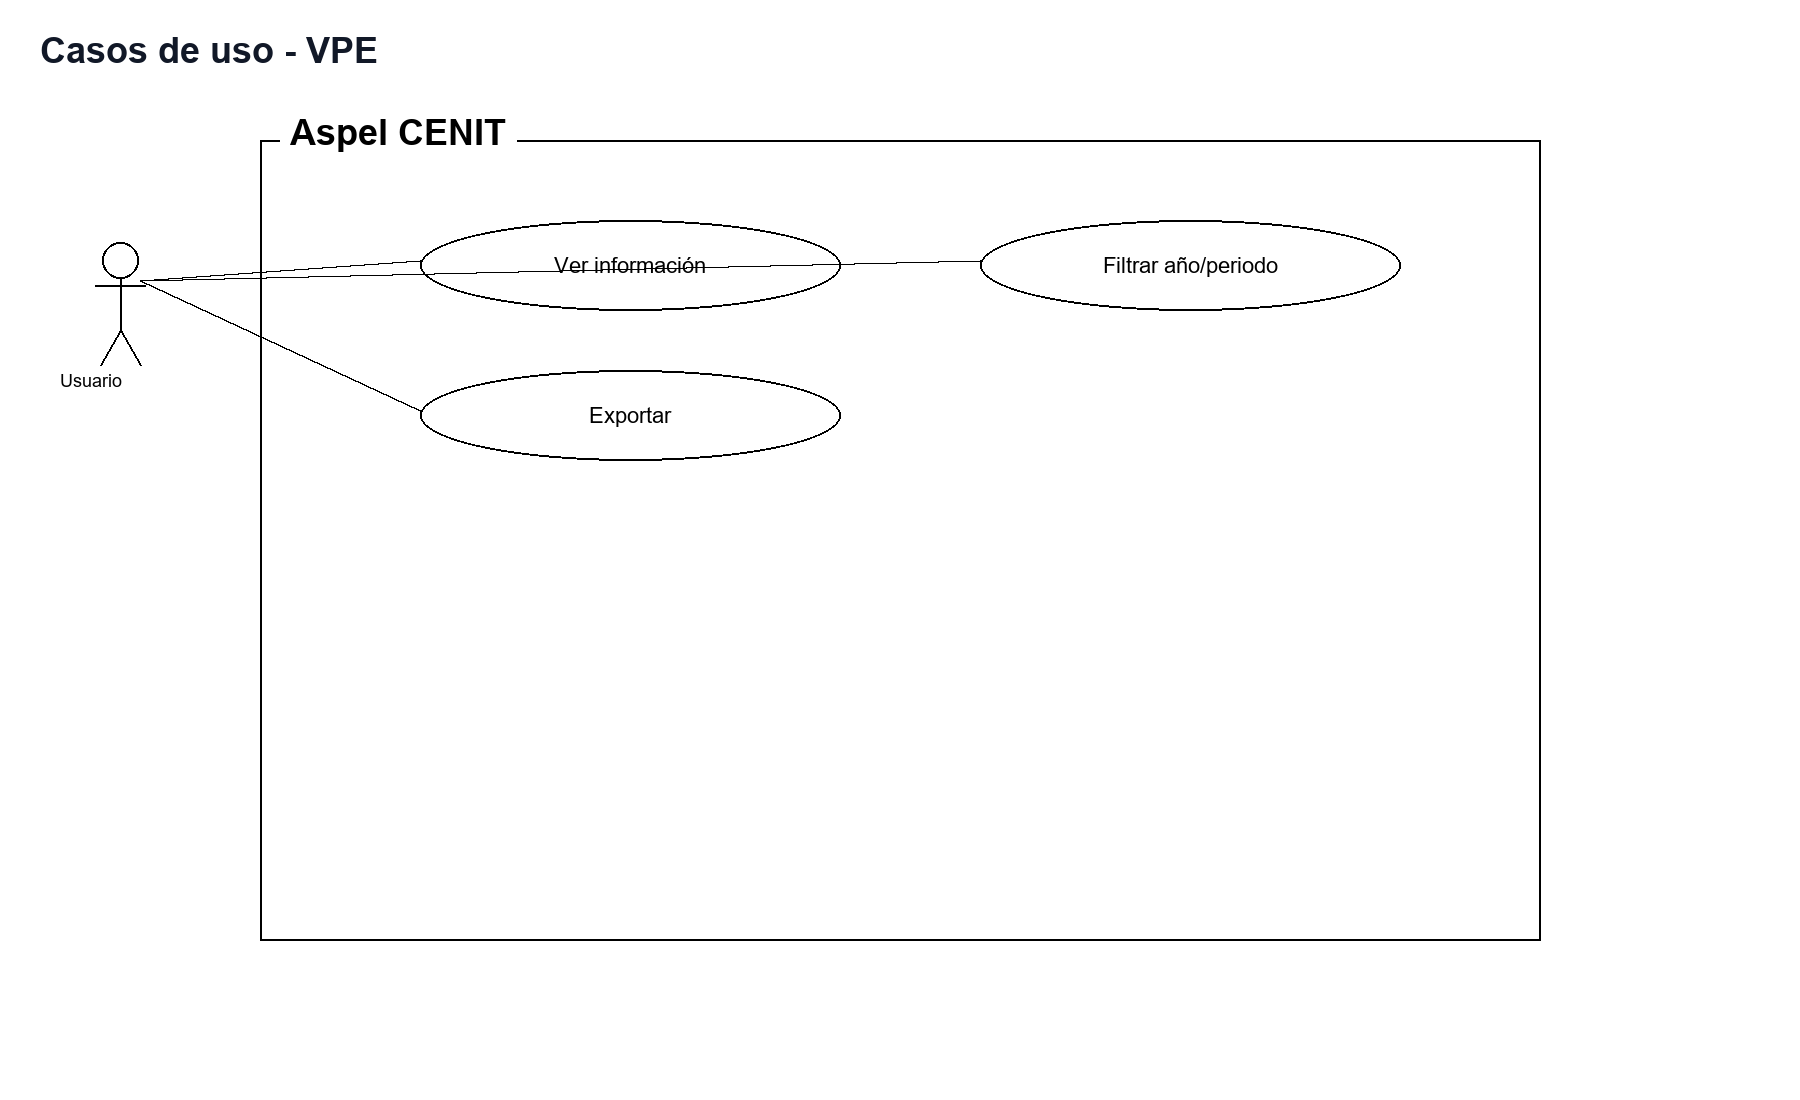 Casos de uso - VPE
Aspel CENIT
Ver información
Filtrar año/periodo
Usuario
Exportar